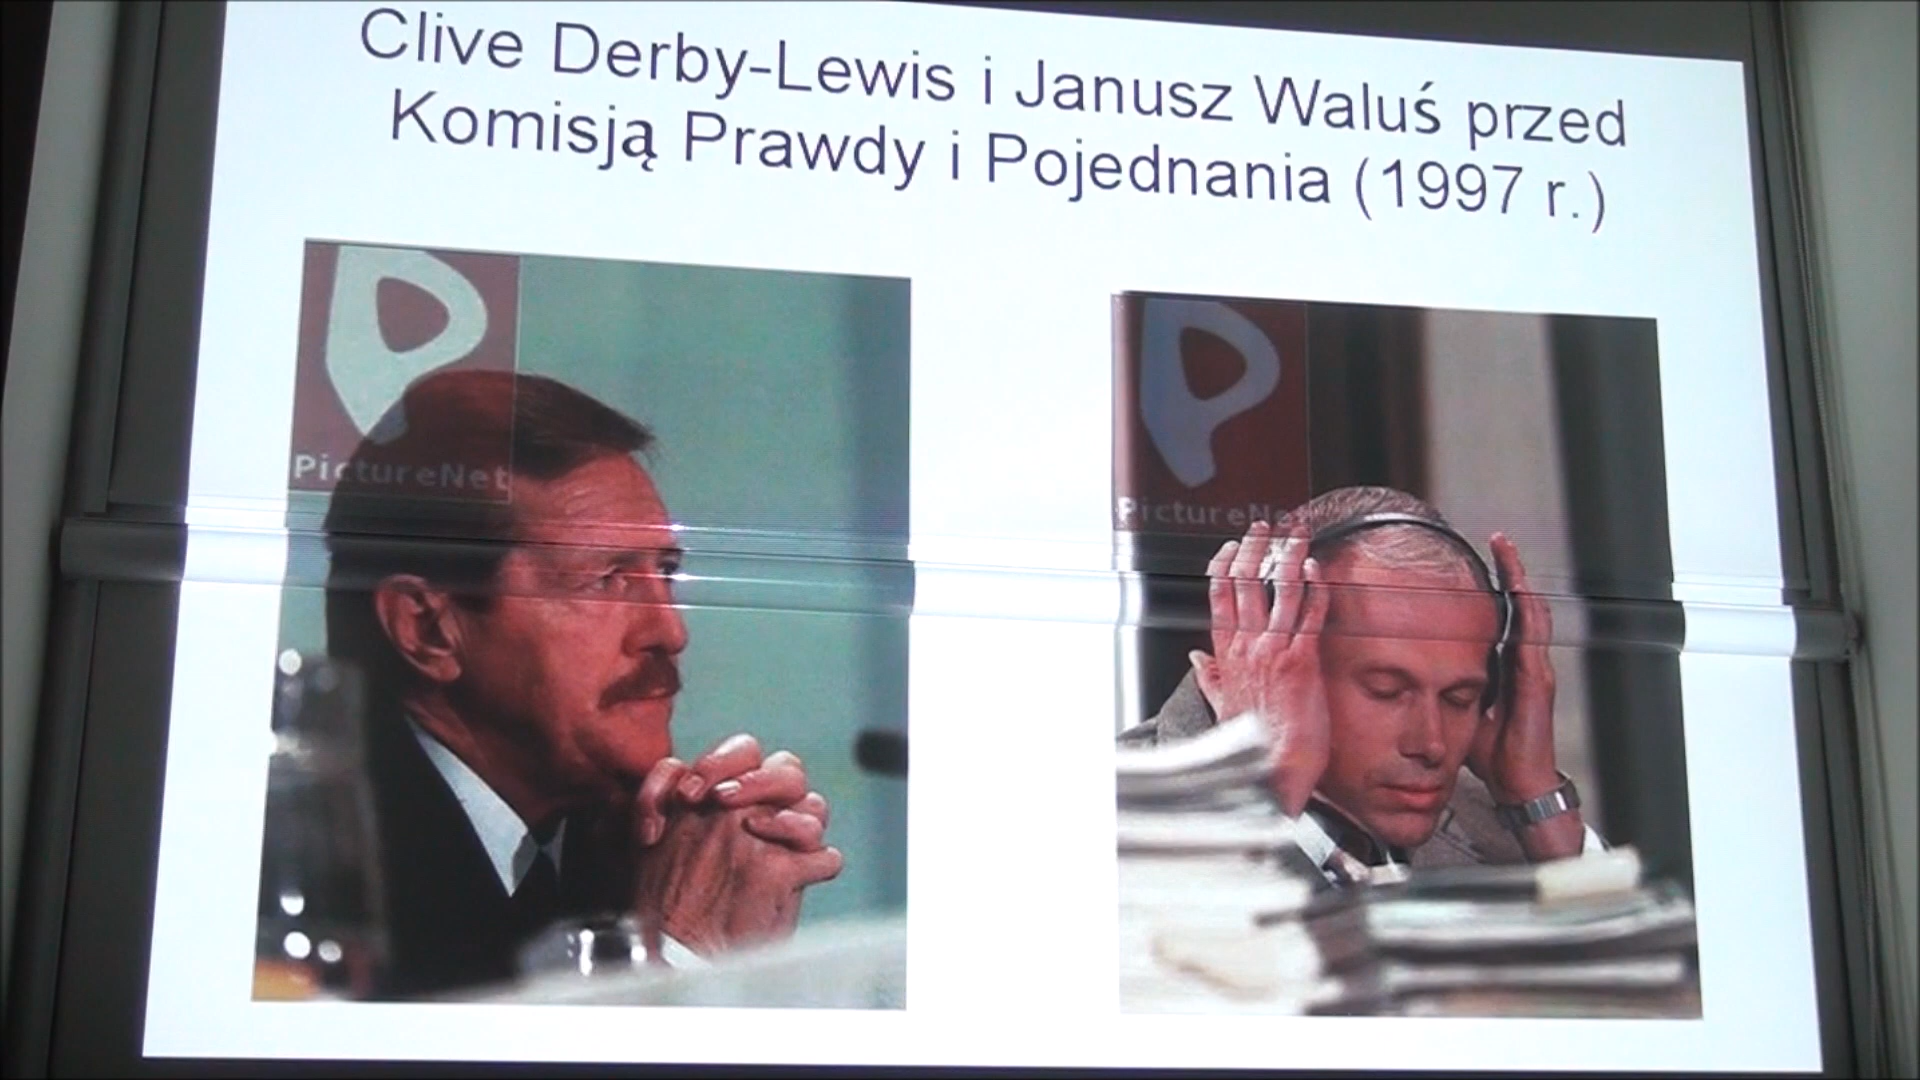 Clive Derby-Lewis i Janusz Waluś przed
Komisją Prawdy i Pojednania (1997 r.)
PictureNet
PictureNet